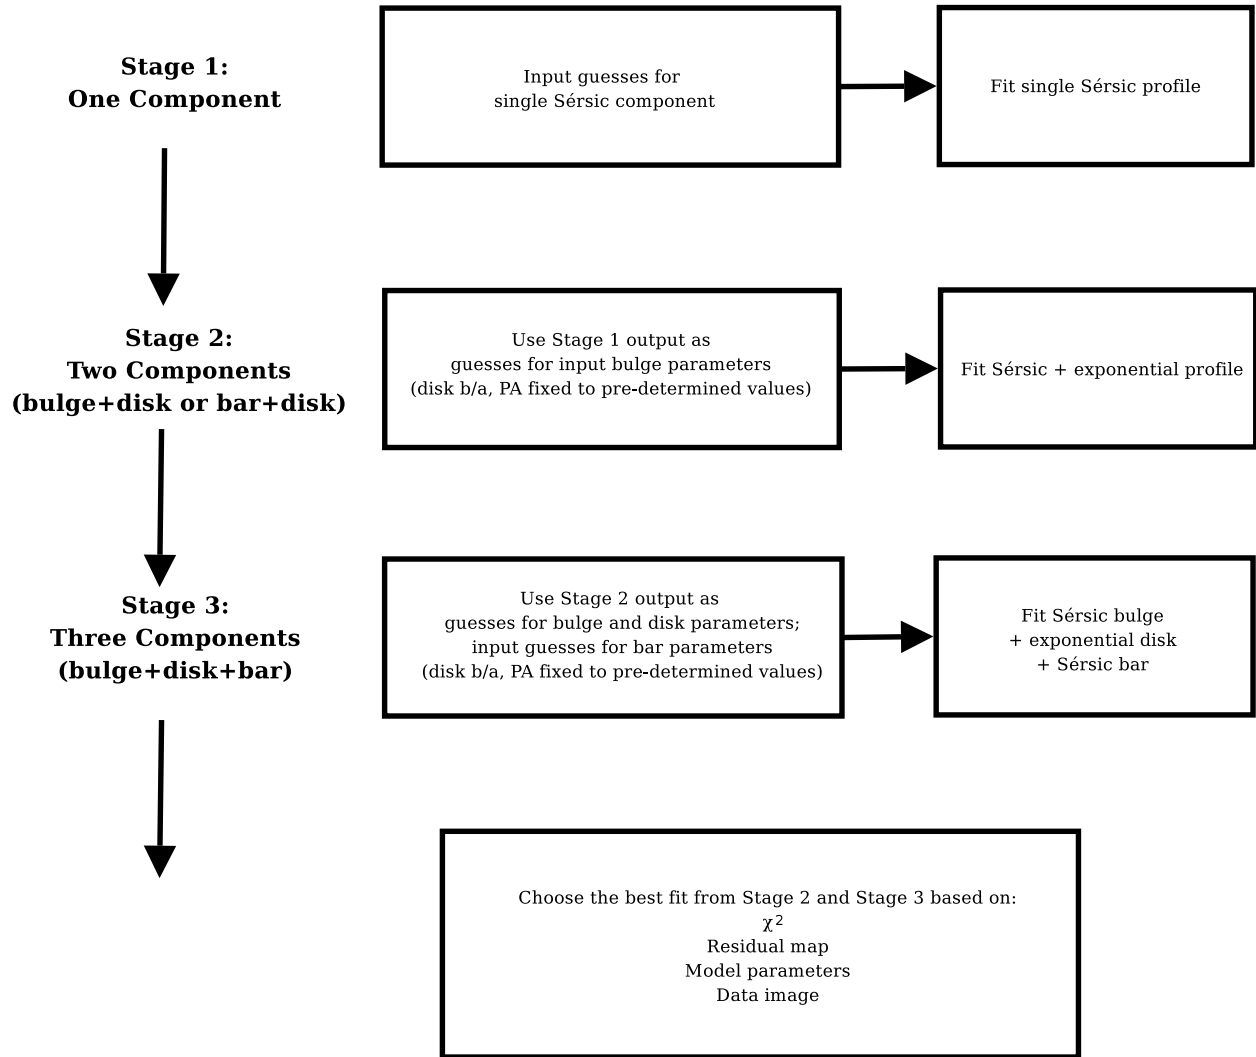 Stage 1:
One Component
Input guesses for
single Sérsic component
Fit single Sérsic profile
Stage 2:
Two Components
(bulge+disk or bar+disk)
Use Stage 1 output as
guesses for input bulge parameters
(disk b/a, PA fixed to pre-determined values)
Fit Sérsic + exponential profile
Stage 3:
Three Components
(bulge+disk+bar)
Use Stage 2 output as
guesses for bulge and disk parameters;
input guesses for bar parameters
(disk b/a, PA fixed to pre-determined values)
Fit Sérsic bulge
+ exponential disk
+ Sérsic bar
Choose the best fit from Stage 2 and Stage 3 based on:
χ²
Residual map
Model parameters
Data image